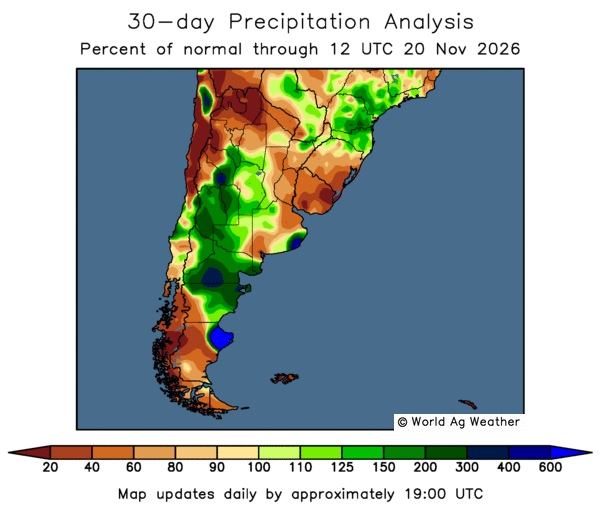 30-day Precipitation Analysis
Percent of normal through 12 UTC 20 Nov 2026
© World Ag Weather
20 40 60 80 90 100 110 125 150 200 300 400 600
Map updates daily by approximately 19:00 UTC